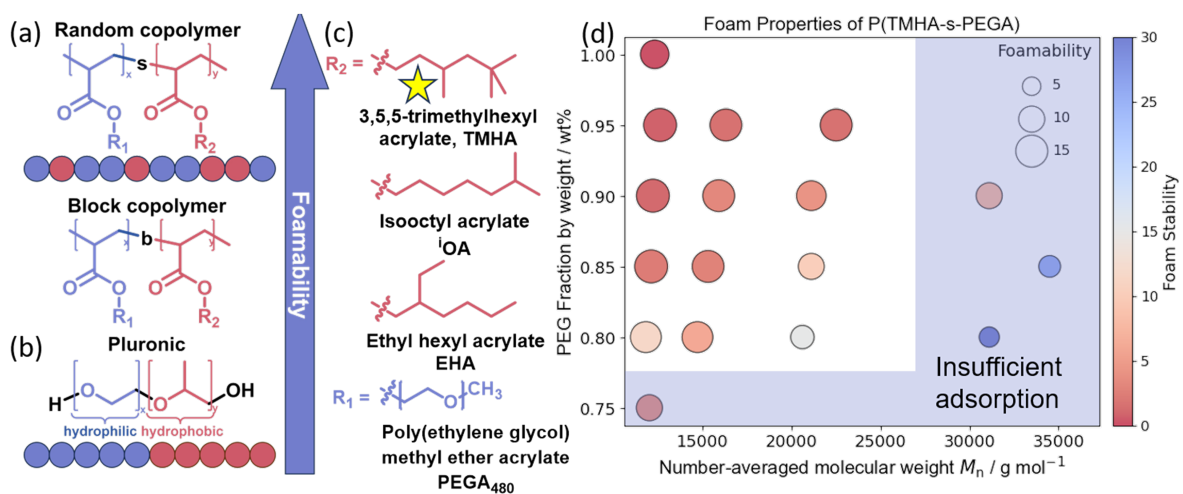 (a)
Random copolymer
x
s
y
O
O
R1
O
O
R2
Block copolymer
x
b
y
O
O
R1
O
O
R2
(b)
Pluronic
H
O
x
O
y
OH
hydrophilic hydrophobic
Foamability
(c)
R2 =
3,5,5-trimethylhexyl
acrylate, TMHA
Isooctyl acrylate
iOA
Ethyl hexyl acrylate
EHA
R1 =
O
CH3
Poly(ethylene glycol)
methyl ether acrylate
PEGA480
(d)
Foam Properties of P(TMHA-s-PEGA)
PEG Fraction by weight / wt%
1.00
0.95
0.90
0.85
0.80
0.75
15000 20000 25000 30000 35000
Number-averaged molecular weight Mn / g mol−1
Foamability
5
10
15
Insufficient
adsorption
30
25
20
15
10
5
0
Foam Stability